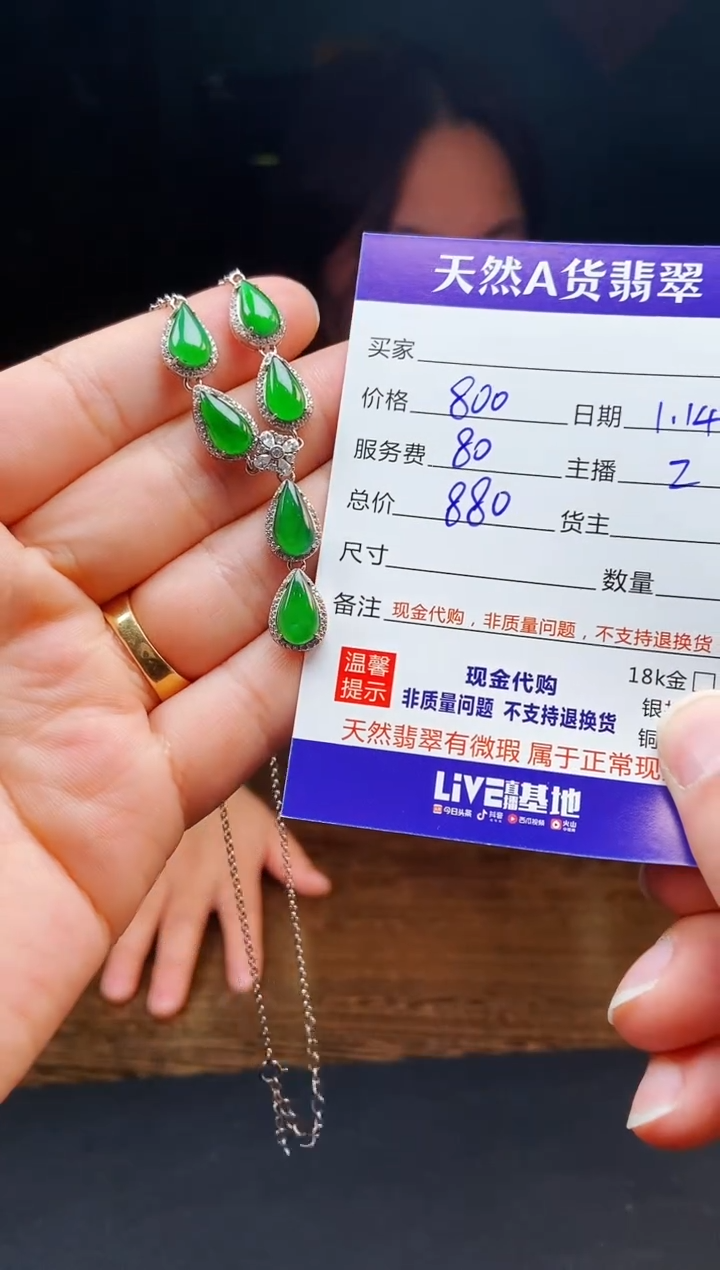 天然A货翡翠
买家
价格 800 日期 1.14
服务费 80 主播 2
总价 880 货主
尺寸 数量
备注 现金代购，非质量问题，不支持退换货
温馨提示
现金代购
非质量问题 不支持退换货
18k金
银
铜
天然翡翠有微瑕 属于正常现
LiVE直播基地
今日头条 抖音 西瓜视频 火山